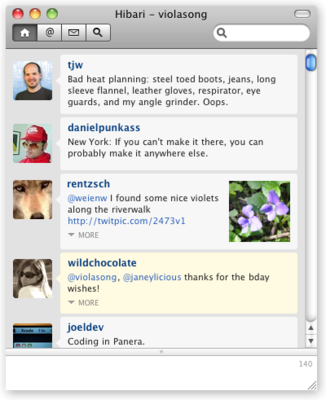 Hibari – violasong
@
tjw
Bad heat planning: steel toed boots, jeans, long
sleeve flannel, leather gloves, respirator, eye
guards, and my angle grinder. Oops.
danielpunkass
New York: If you can't make it there, you can
probably make it anywhere else.
rentzsch
@weienw I found some nice violets
along the riverwalk
http://twitpic.com/2473v1
MORE
wildchocolate
@violasong, @janeylicious thanks for the bday
wishes!
MORE
joeldev
Coding in Panera.
140